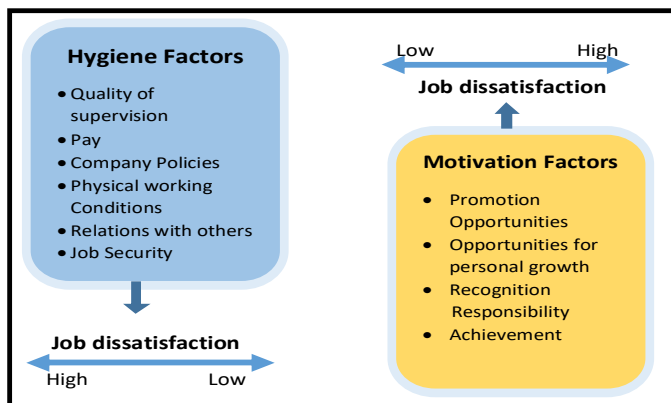 Hygiene Factors
• Quality of
supervision
• Pay
• Company Policies
• Physical working
Conditions
• Relations with others
• Job Security
Job dissatisfaction
High Low
Low High
Job dissatisfaction
Motivation Factors
• Promotion
Opportunities
• Opportunities for
personal growth
• Recognition
Responsibility
• Achievement